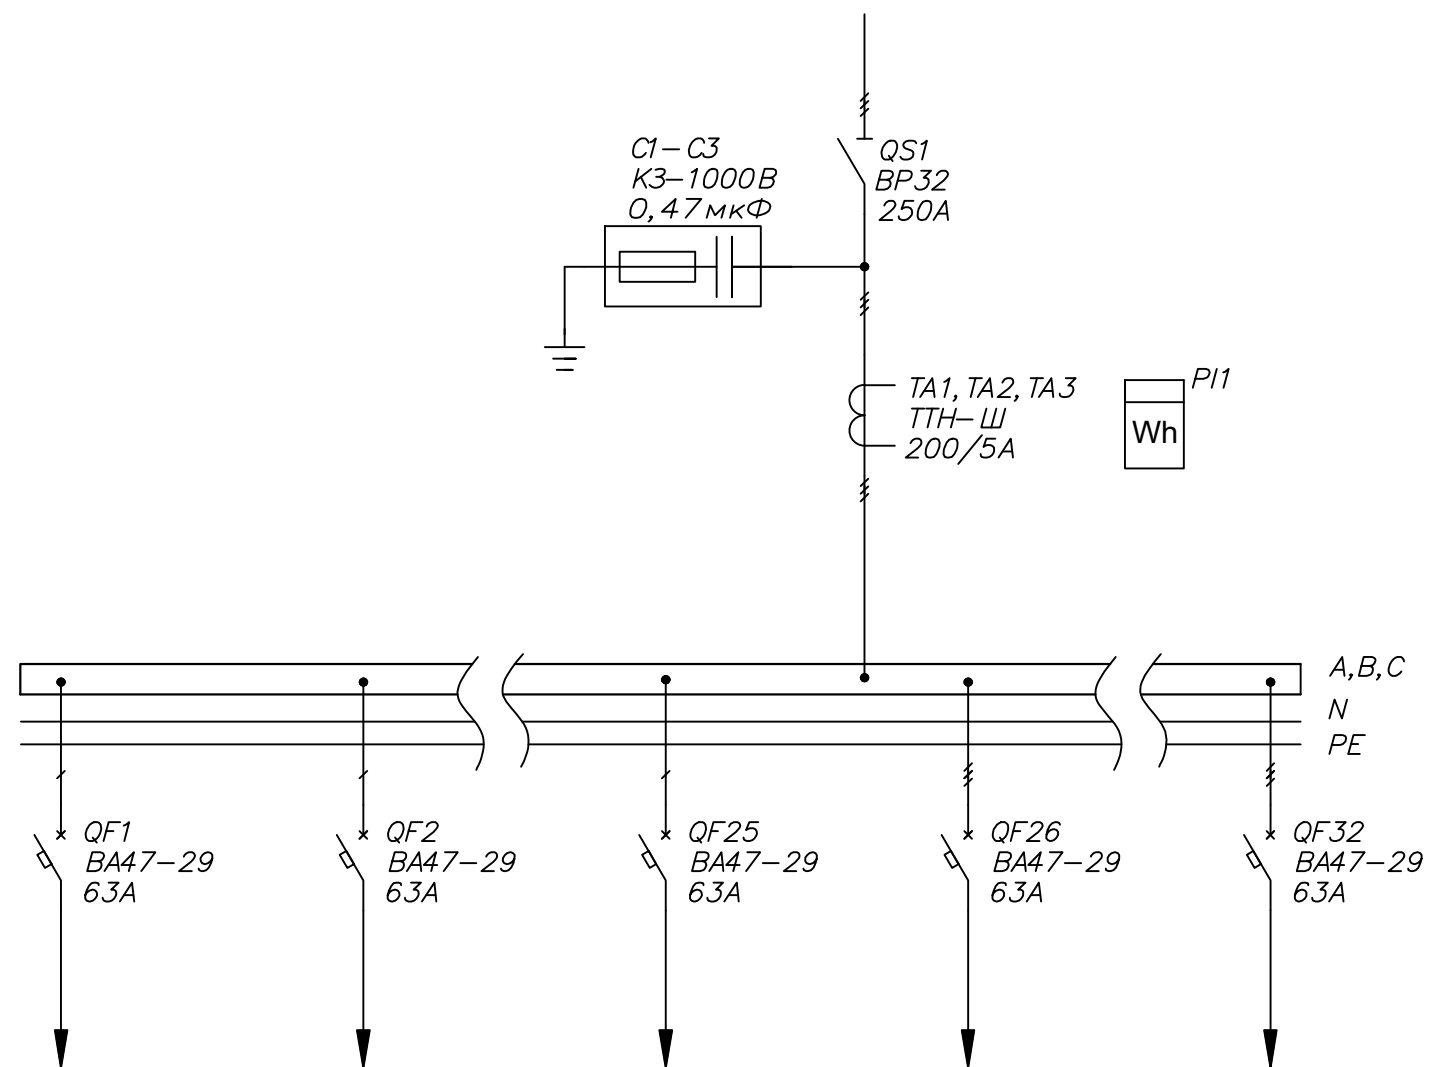 С1-С3
КЗ-1000В
0,47мкФ
QS1
ВР32
250А
ТА1,ТА2,ТА3
ТТН-Ш
200/5А
PI1
Wh
А,В,С
N
PE
QF1
ВА47-29
63А
QF2
ВА47-29
63А
QF25
ВА47-29
63А
QF26
ВА47-29
63А
QF32
ВА47-29
63А